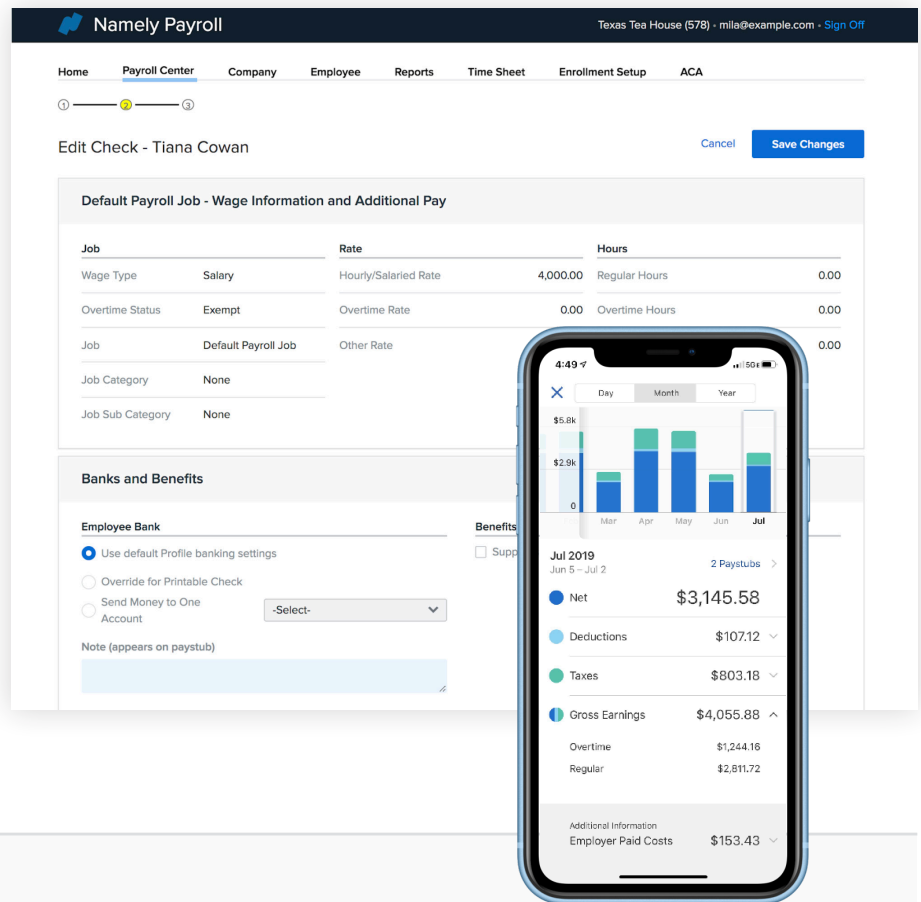 Namely Payroll
Texas Tea House (578) • mila@example.com • Sign Off
Home Payroll Center Company Employee Reports Time Sheet Enrollment Setup ACA
1 2 3
Edit Check - Tiana Cowan
Cancel Save Changes
Default Payroll Job - Wage Information and Additional Pay
Job Rate Hours
Wage Type Salary Hourly/Salaried Rate 4,000.00 Regular Hours 0.00
Overtime Status Exempt Overtime Rate 0.00 Overtime Hours 0.00
Job Default Payroll Job Other Rate 0.00
Job Category None
Job Sub Category None
Banks and Benefits
Employee Bank Benefits
Use default Profile banking settings Supp
Override for Printable Check
Send Money to One
Account
-Select-
Note (appears on paystub)
4:49 5GE
Day Month Year
$5.8k
$2.9k
0
Mar Apr May Jun Jul
Jul 2019
Jun 5 – Jul 2
2 Paystubs
Net $3,145.58
Deductions $107.12
Taxes $803.18
Gross Earnings $4,055.88
Overtime $1,244.16
Regular $2,811.72
Additional Information
Employer Paid Costs $153.43